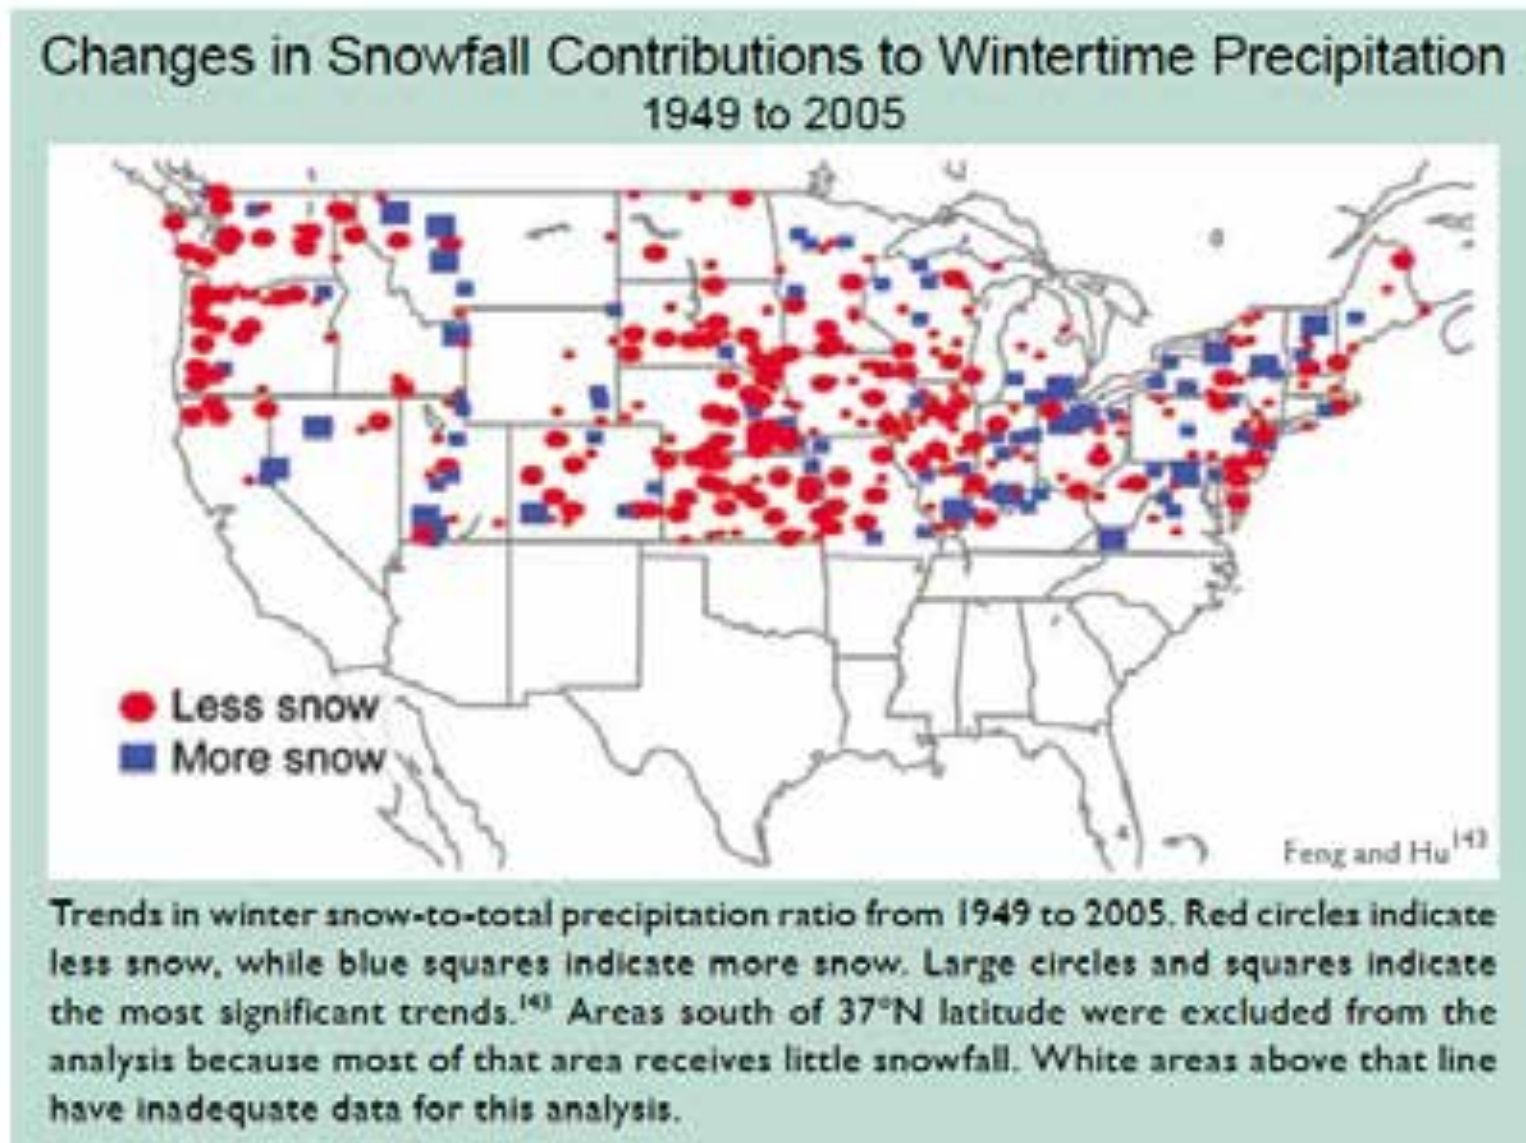 Changes in Snowfall Contributions to Wintertime Precipitation
1949 to 2005
Less snow
More snow
Feng and Hu¹⁴³
Trends in winter snow-to-total precipitation ratio from 1949 to 2005. Red circles indicate
less snow, while blue squares indicate more snow. Large circles and squares indicate
the most significant trends.¹⁴³ Areas south of 37°N latitude were excluded from the
analysis because most of that area receives little snowfall. White areas above that line
have inadequate data for this analysis.